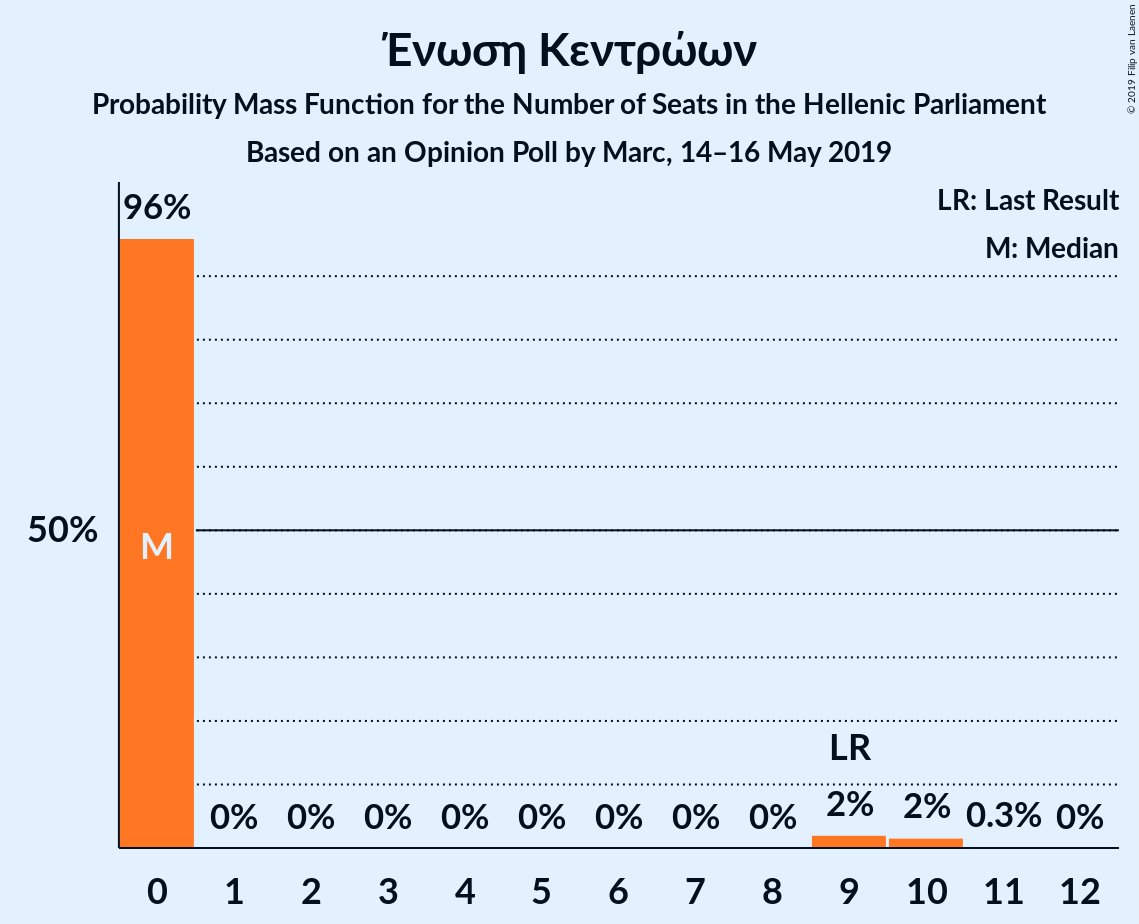 Ένωση Κεντρώων
Probability Mass Function for the Number of Seats in the Hellenic Parliament
Based on an Opinion Poll by Marc, 14–16 May 2019
© 2019 Filip van Laenen
LR: Last Result
M: Median
96%
50%
M
LR
0% 0% 0% 0% 0% 0% 0% 0% 2% 2% 0.3% 0%
0 1 2 3 4 5 6 7 8 9 10 11 12